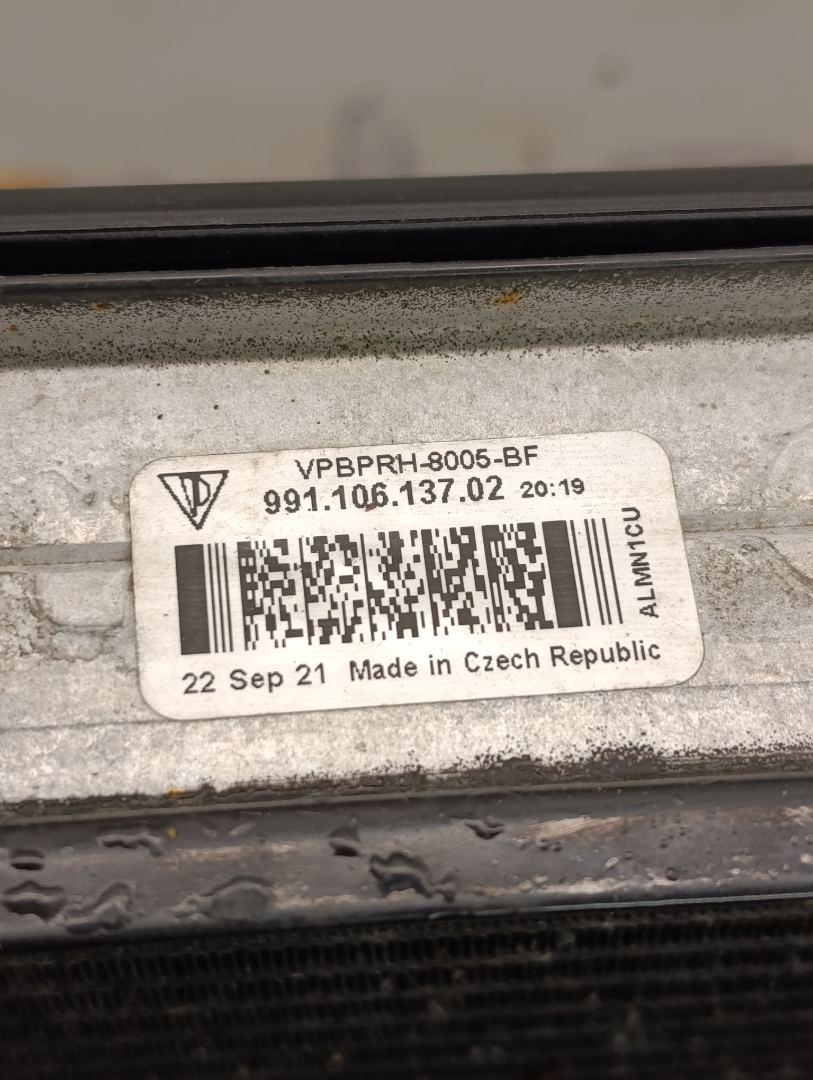 VPBPRH-8005-BF
991.106.137.02 20:19
ALMN1CU
22 Sep 21 Made in Czech Republic